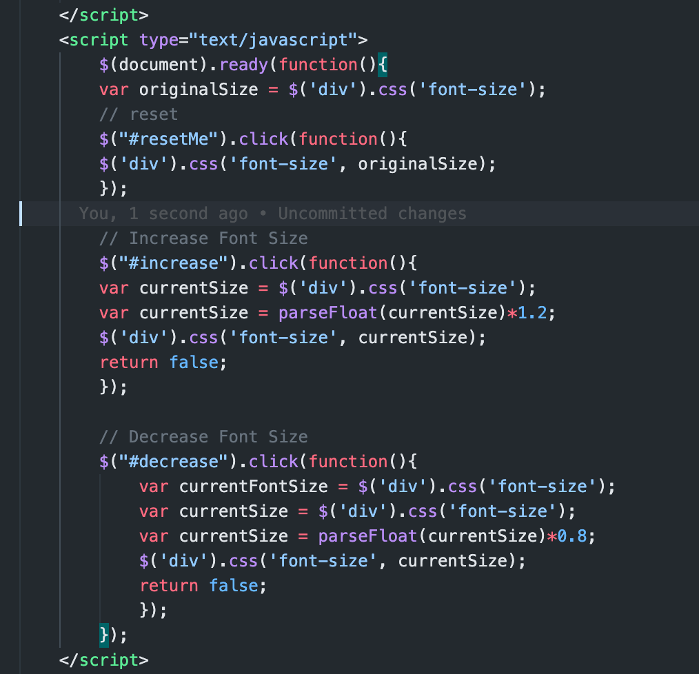 </script>
<script type="text/javascript">
$(document).ready(function(){
var originalSize = $('div').css('font-size');
// reset
$("#resetMe").click(function(){
$('div').css('font-size', originalSize);
});
You, 1 second ago • Uncommitted changes
// Increase Font Size
$("#increase").click(function(){
var currentSize = $('div').css('font-size');
var currentSize = parseFloat(currentSize)*1.2;
$('div').css('font-size', currentSize);
return false;
});
// Decrease Font Size
$("#decrease").click(function(){
var currentFontSize = $('div').css('font-size');
var currentSize = $('div').css('font-size');
var currentSize = parseFloat(currentSize)*0.8;
$('div').css('font-size', currentSize);
return false;
});
});
</script>